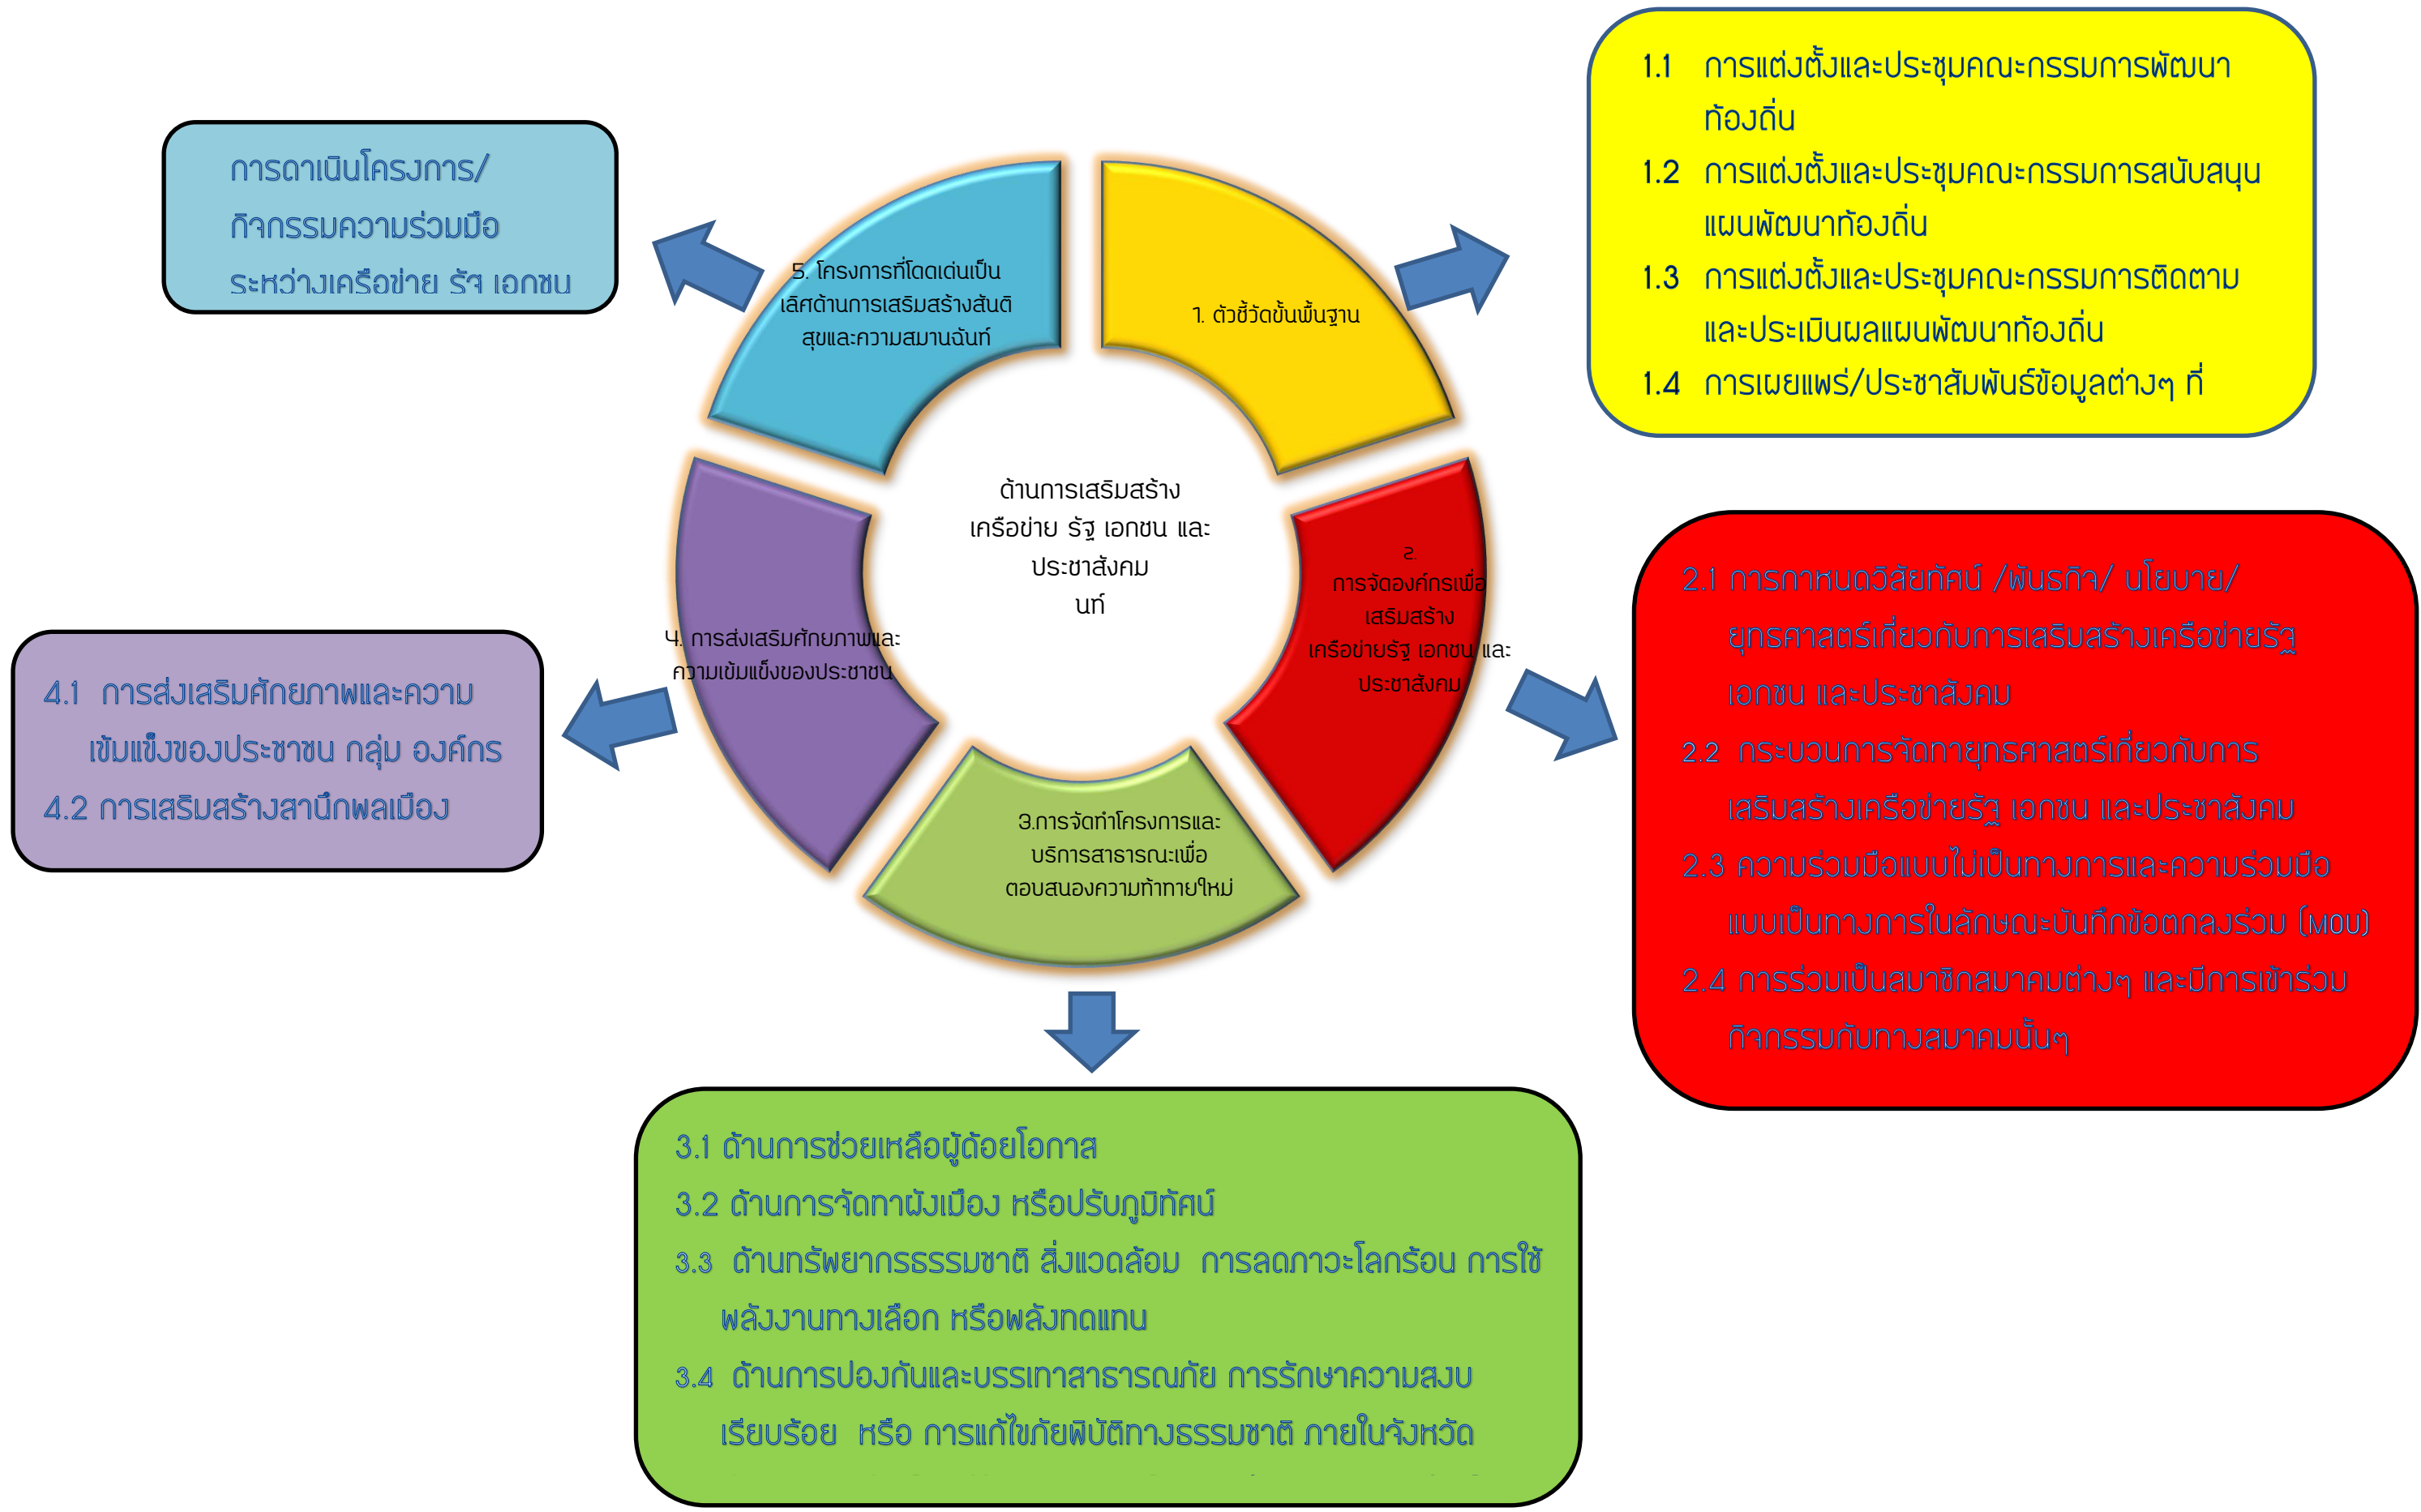 1.1 การแต่งตั้งและประชุมคณะกรรมการพัฒนา
ท้องถิ่น
1.2 การแต่งตั้งและประชุมคณะกรรมการสนับสนุน
แผนพัฒนาท้องถิ่น
1.3 การแต่งตั้งและประชุมคณะกรรมการติดตาม
และประเมินผลแผนพัฒนาท้องถิ่น
1.4 การเผยแพร่/ประชาสัมพันธ์ข้อมูลต่างๆ ที่
การดาเนินโครงการ/
กิจกรรมความร่วมมือ
ระหว่างเครือข่าย รัฐ เอกชน
5. โครงการที่โดดเด่นเป็น
เลิศด้านการเสริมสร้างสันติ
สุขและความสมานฉันท์
1. ตัวชี้วัดขั้นพื้นฐาน
ด้านการเสริมสร้าง
เครือข่าย รัฐ เอกชน และ
ประชาสังคม
นท์
2.
การจัดองค์กรเพื่อ
เสริมสร้าง
เครือข่ายรัฐ เอกชน และ
ประชาสังคม
4. การส่งเสริมศักยภาพและ
ความเข้มแข็งของประชาชน
3.การจัดทำโครงการและ
บริการสาธารณะเพื่อ
ตอบสนองความท้าทายใหม่
2.1 การกาหนดวิสัยทัศน์ /พันธกิจ/ นโยบาย/
ยุทธศาสตร์เกี่ยวกับการเสริมสร้างเครือข่ายรัฐ
เอกชน และประชาสังคม
2.2 กระบวนการจัดทายุทธศาสตร์เกี่ยวกับการ
เสริมสร้างเครือข่ายรัฐ เอกชน และประชาสังคม
2.3 ความร่วมมือแบบไม่เป็นทางการและความร่วมมือ
แบบเป็นทางการในลักษณะบันทึกข้อตกลงร่วม (MOU)
2.4 การร่วมเป็นสมาชิกสมาคมต่างๆ และมีการเข้าร่วม
กิจกรรมกับทางสมาคมนั้นๆ
4.1 การส่งเสริมศักยภาพและความ
เข้มแข็งของประชาชน กลุ่ม องค์กร
4.2 การเสริมสร้างสานึกพลเมือง
3.1 ด้านการช่วยเหลือผู้ด้อยโอกาส
3.2 ด้านการจัดทาผังเมือง หรือปรับภูมิทัศน์
3.3 ด้านทรัพยากรธรรมชาติ สิ่งแวดล้อม การลดภาวะโลกร้อน การใช้
พลังงานทางเลือก หรือพลังทดแทน
3.4 ด้านการป้องกันและบรรเทาสาธารณภัย การรักษาความสงบ
เรียบร้อย หรือ การแก้ไขภัยพิบัติทางธรรมชาติ ภายในจังหวัด